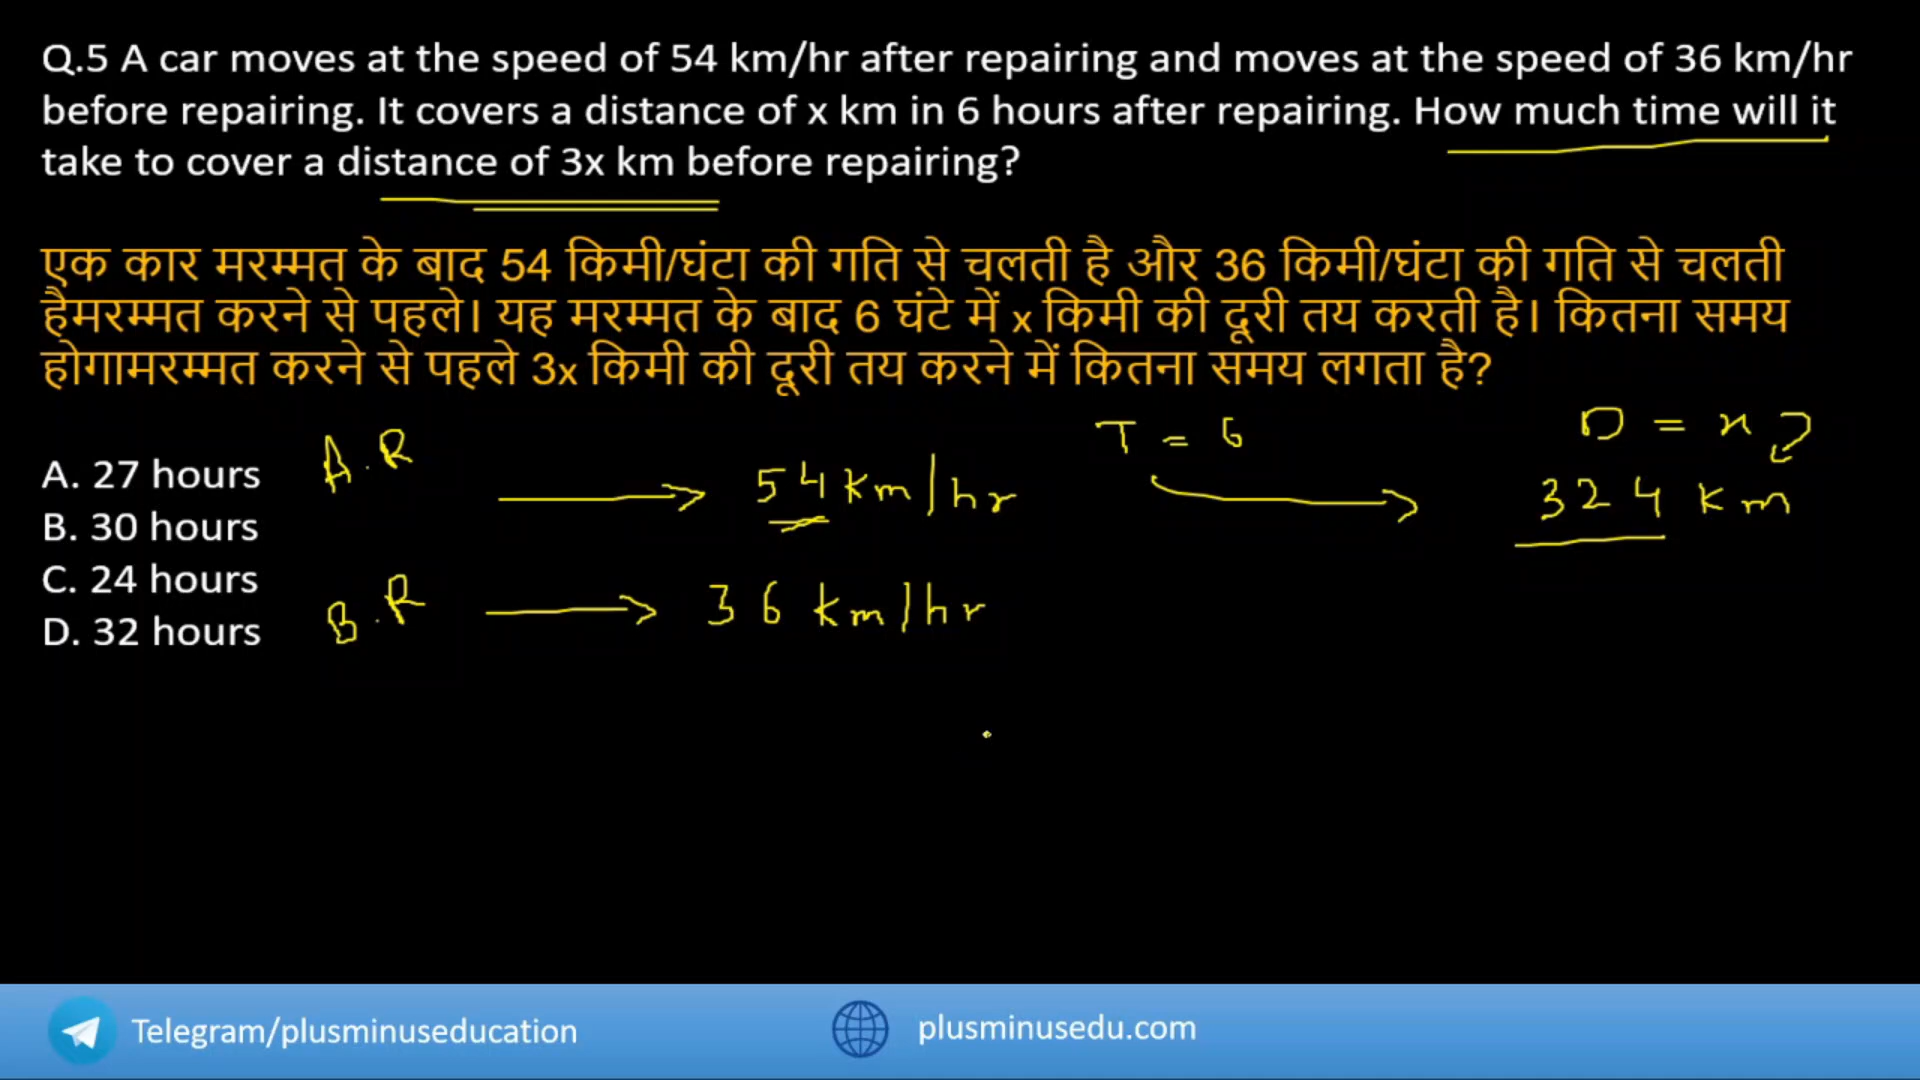 Q.5 A car moves at the speed of 54 km/hr after repairing and moves at the speed of 36 km/hr
before repairing. It covers a distance of x km in 6 hours after repairing. How much time will it
take to cover a distance of 3x km before repairing?
एक कार मरम्मत के बाद 54 किमी/घंटा की गति से चलती है और 36 किमी/घंटा की गति से चलती
हैमरम्मत करने से पहले। यह मरम्मत के बाद 6 घंटे में x किमी की दूरी तय करती है। कितना समय
होगामरम्मत करने से पहले 3x किमी की दूरी तय करने में कितना समय लगता है?
A. 27 hours
B. 30 hours
C. 24 hours
D. 32 hours
A.R → 54 km/hr T = 6 → D = x
324 km
B.R → 36 km/hr
Telegram/plusminuseducation
plusminusedu.com